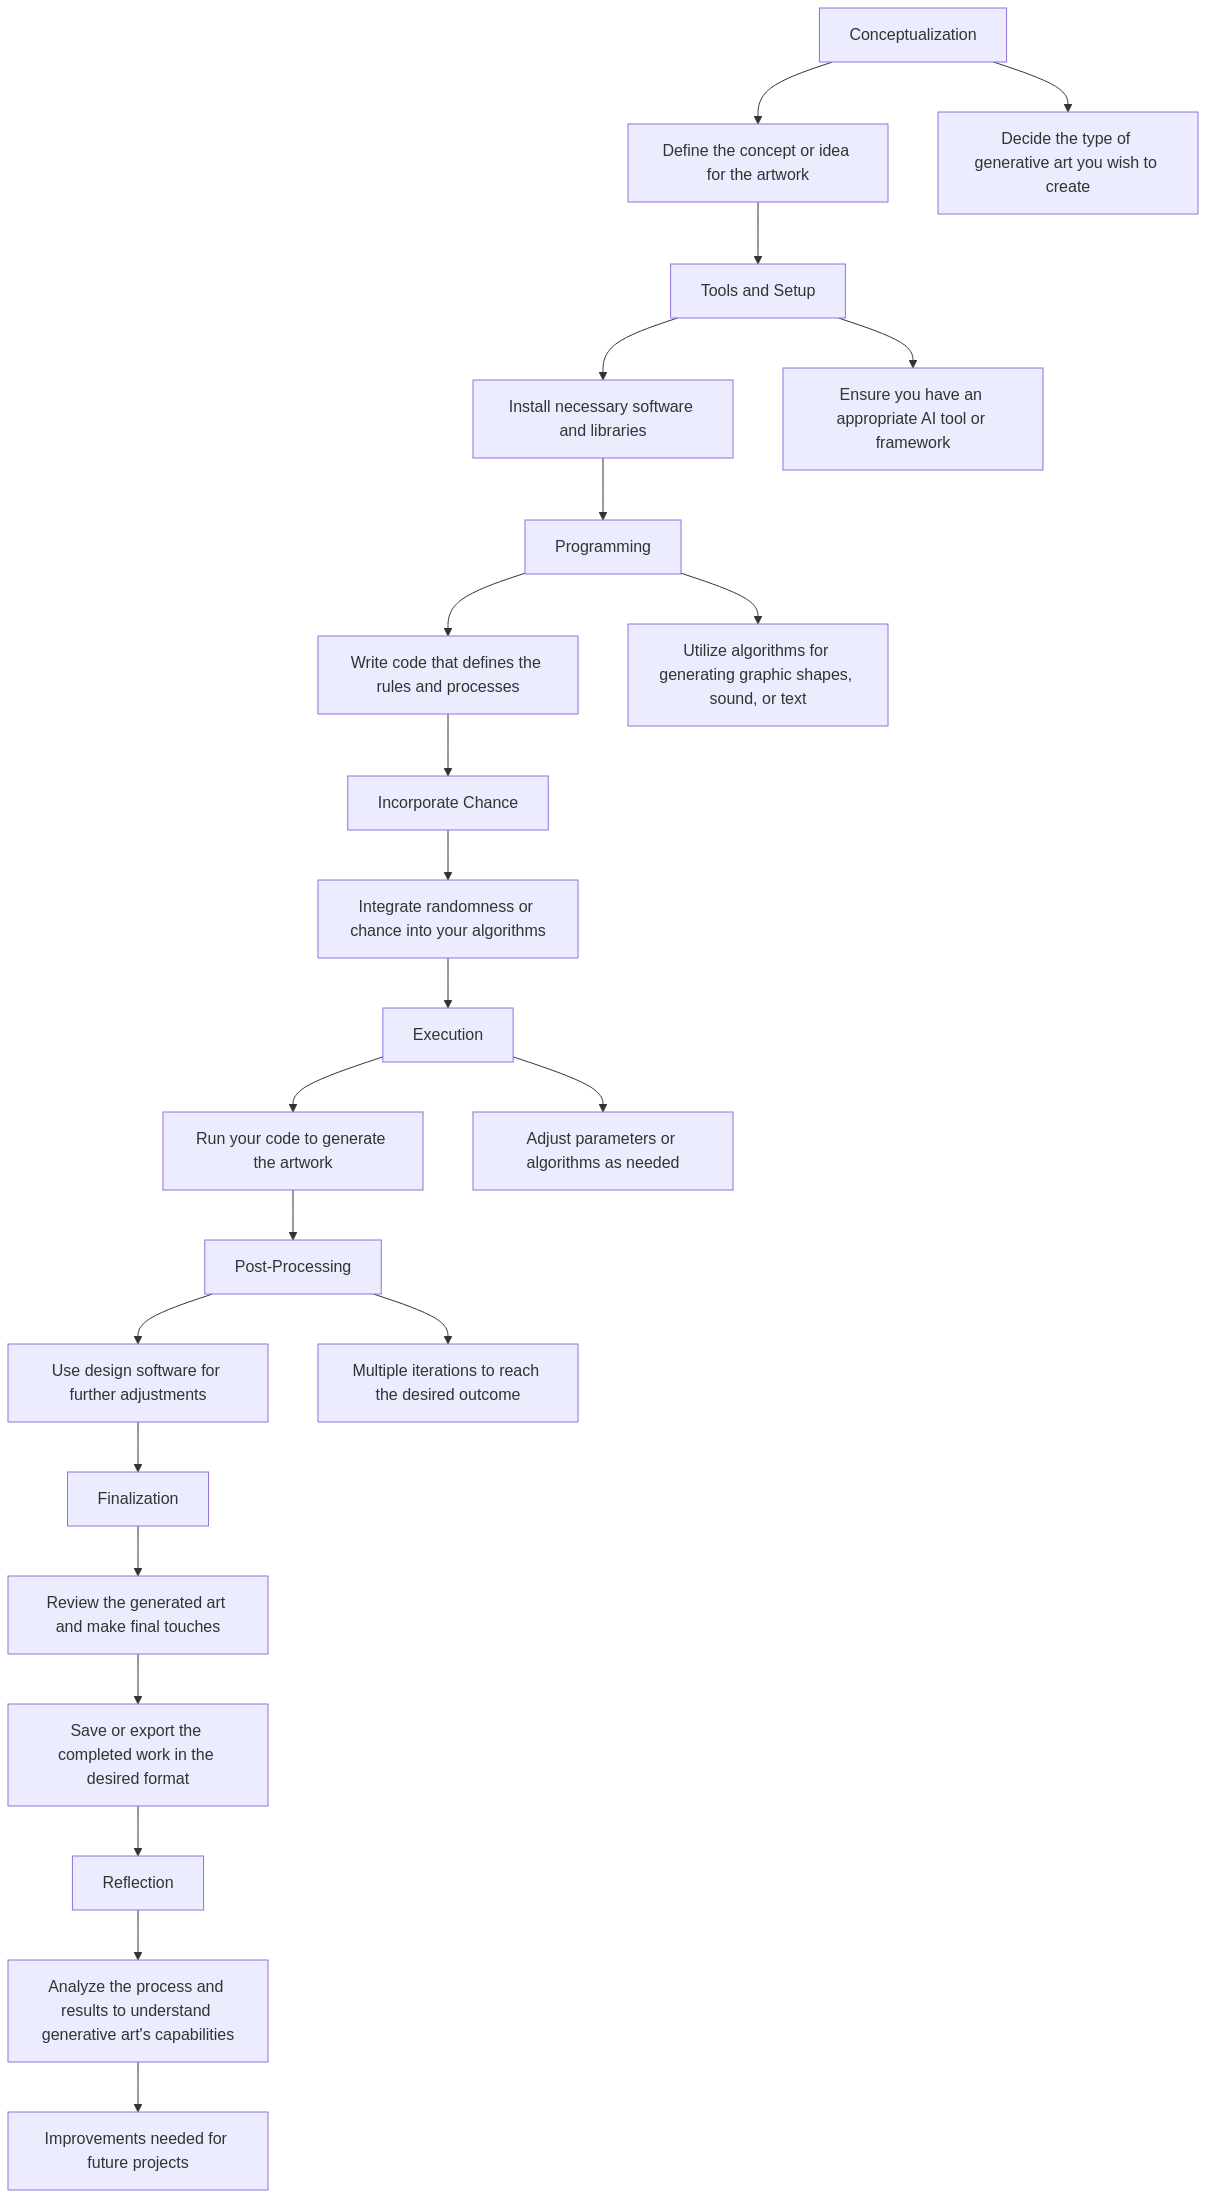 Conceptualization
Define the concept or idea
for the artwork
Decide the type of
generative art you wish to
create
Tools and Setup
Install necessary software
and libraries
Ensure you have an
appropriate AI tool or
framework
Programming
Write code that defines the
rules and processes
Utilize algorithms for
generating graphic shapes,
sound, or text
Incorporate Chance
Integrate randomness or
chance into your algorithms
Execution
Run your code to generate
the artwork
Adjust parameters or
algorithms as needed
Post-Processing
Use design software for
further adjustments
Multiple iterations to reach
the desired outcome
Finalization
Review the generated art
and make final touches
Save or export the
completed work in the
desired format
Reflection
Analyze the process and
results to understand
generative art's capabilities
Improvements needed for
future projects